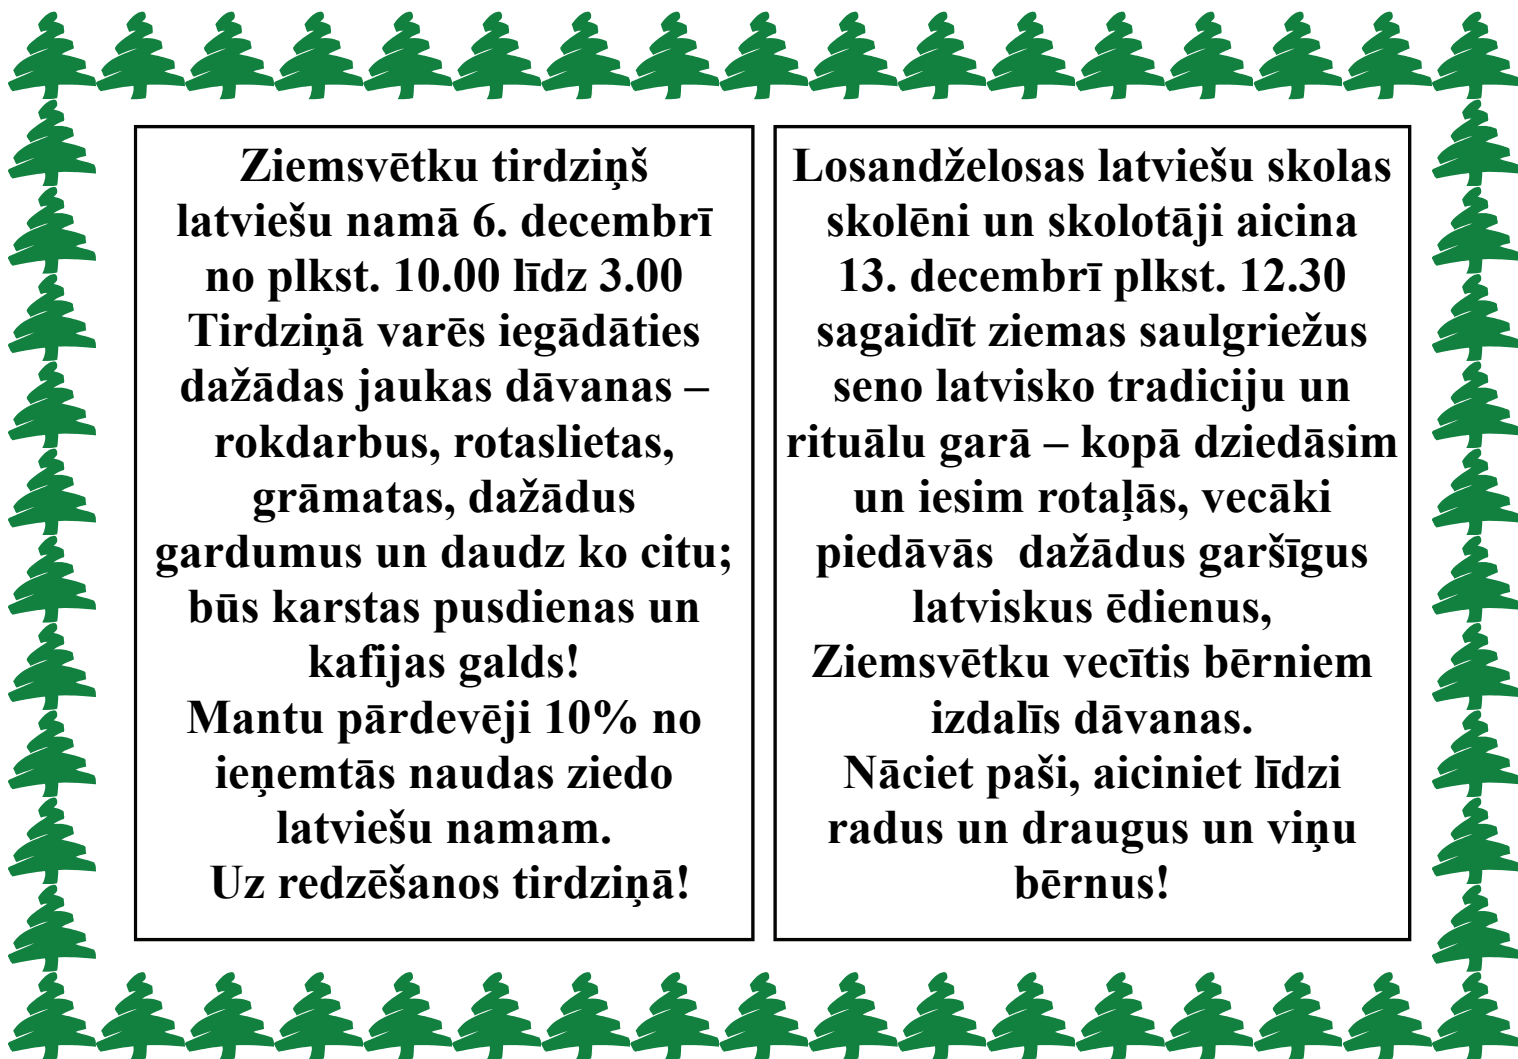 Ziemsvētku tirdziņš
latviešu namā 6. decembrī
no plkst. 10.00 līdz 3.00
Tirdziņā varēs iegādāties
dažādas jaukas dāvanas –
rokdarbus, rotaslietas,
grāmatas, dažādus
gardumus un daudz ko citu;
būs karstas pusdienas un
kafijas galds!
Mantu pārdevēji 10% no
ieņemtās naudas ziedo
latviešu namam.
Uz redzēšanos tirdziņā!
Losandželosas latviešu skolas
skolēni un skolotāji aicina
13. decembrī plkst. 12.30
sagaidīt ziemas saulgriežus
seno latvisko tradiciju un
rituālu garā – kopā dziedāsim
un iesim rotaļās, vecāki
piedāvās  dažādus garšīgus
latviskus ēdienus,
Ziemsvētku vecītis bērniem
izdalīs dāvanas.
Nāciet paši, aiciniet līdzi
radus un draugus un viņu
bērnus!